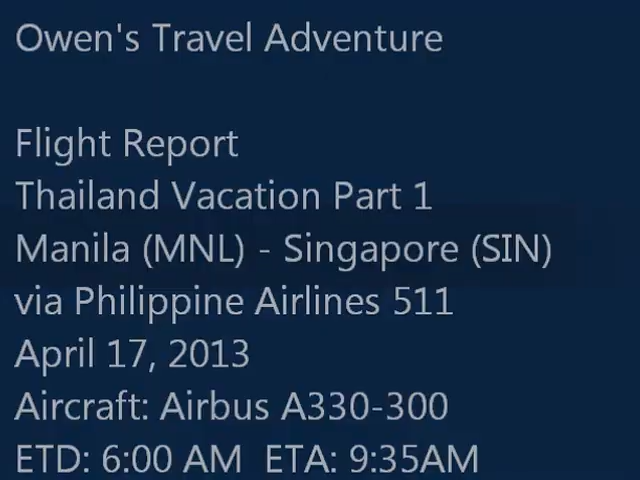 Owen's Travel Adventure
Flight Report
Thailand Vacation Part 1
Manila (MNL) - Singapore (SIN)
via Philippine Airlines 511
April 17, 2013
Aircraft: Airbus A330-300
ETD: 6:00 AM  ETA: 9:35AM